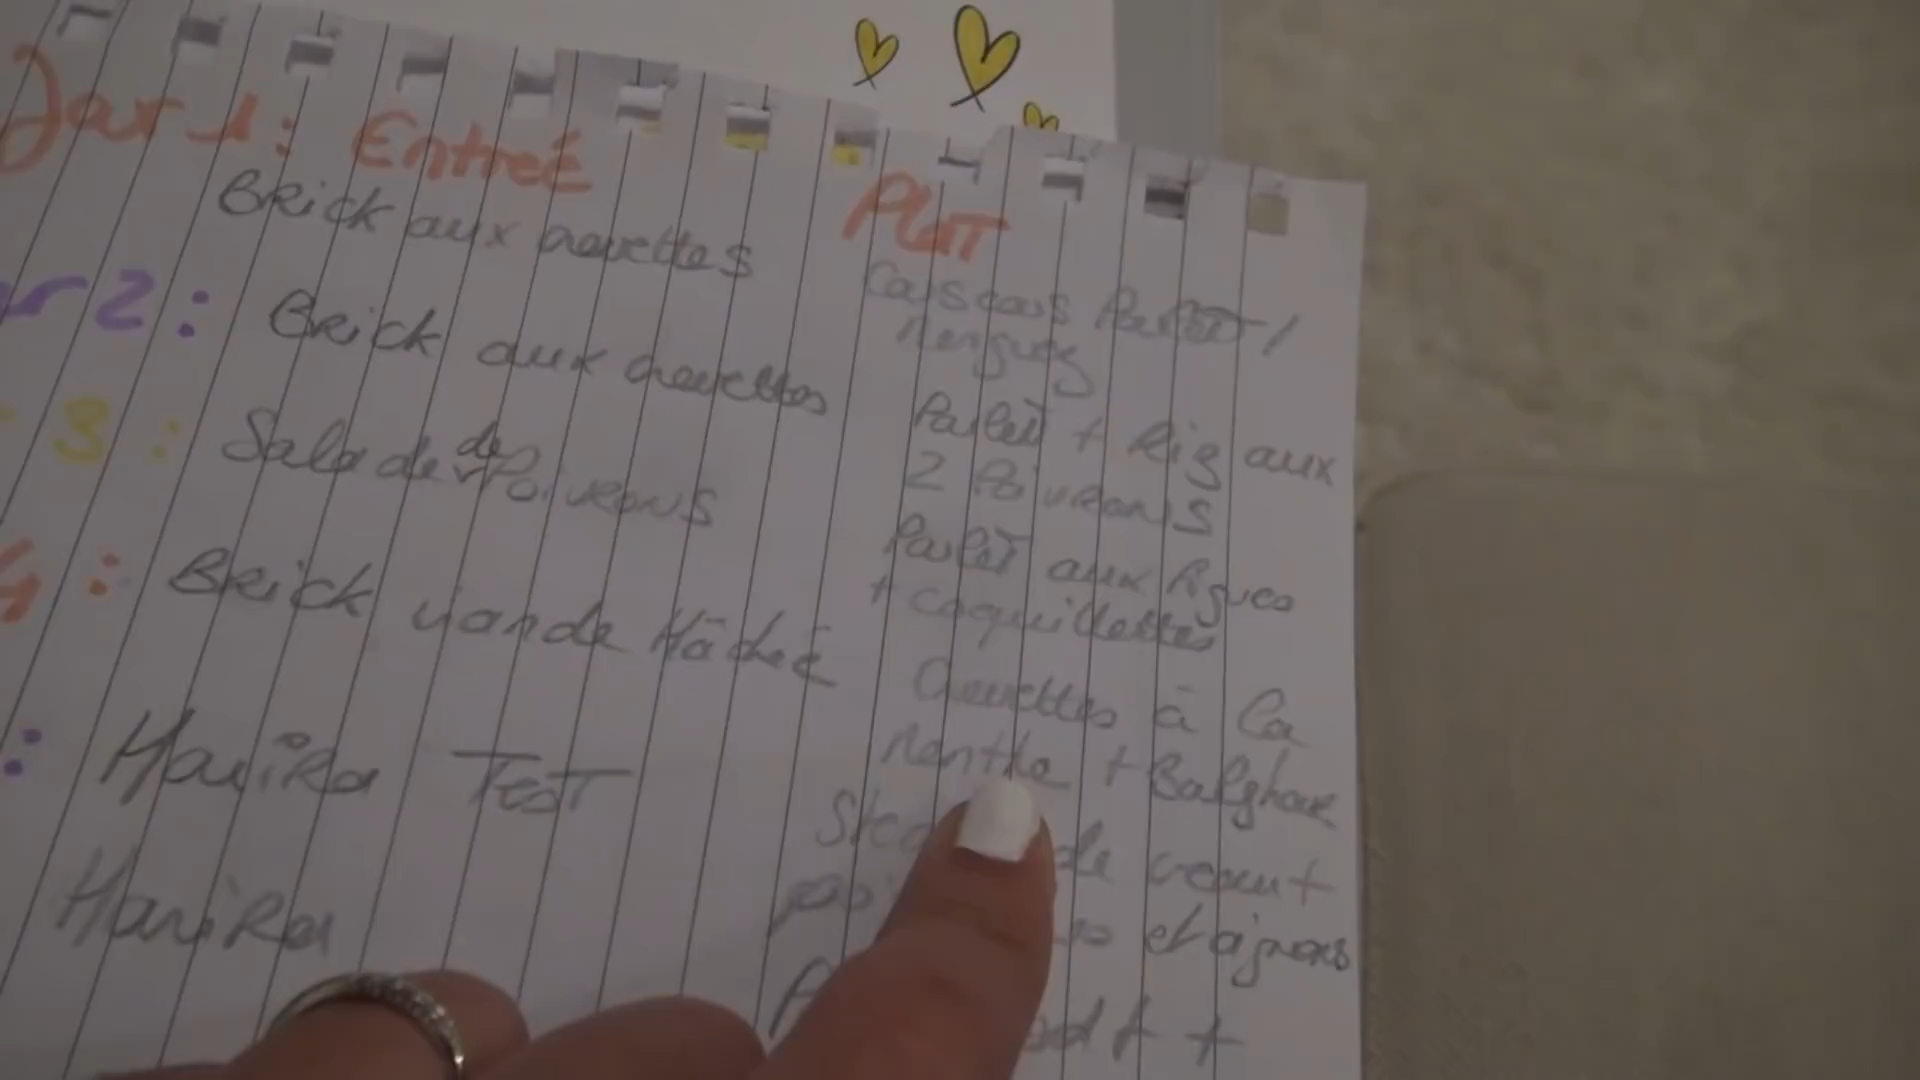 Jour 1 : Entreé
Plat
Brick aux crevettes
Couscous Poulet /
Merguez
2 : Brick aux crevettes
Poulet + Riz aux
2 Poivrons
3 : Salade de Poivrons
Poulet aux figues
+ coquillettes
4 : Brick viande Hâchée
Crevettes à la
Menthe + Boulghour
: Harira Test
de veau +
et oignons
Harira
+